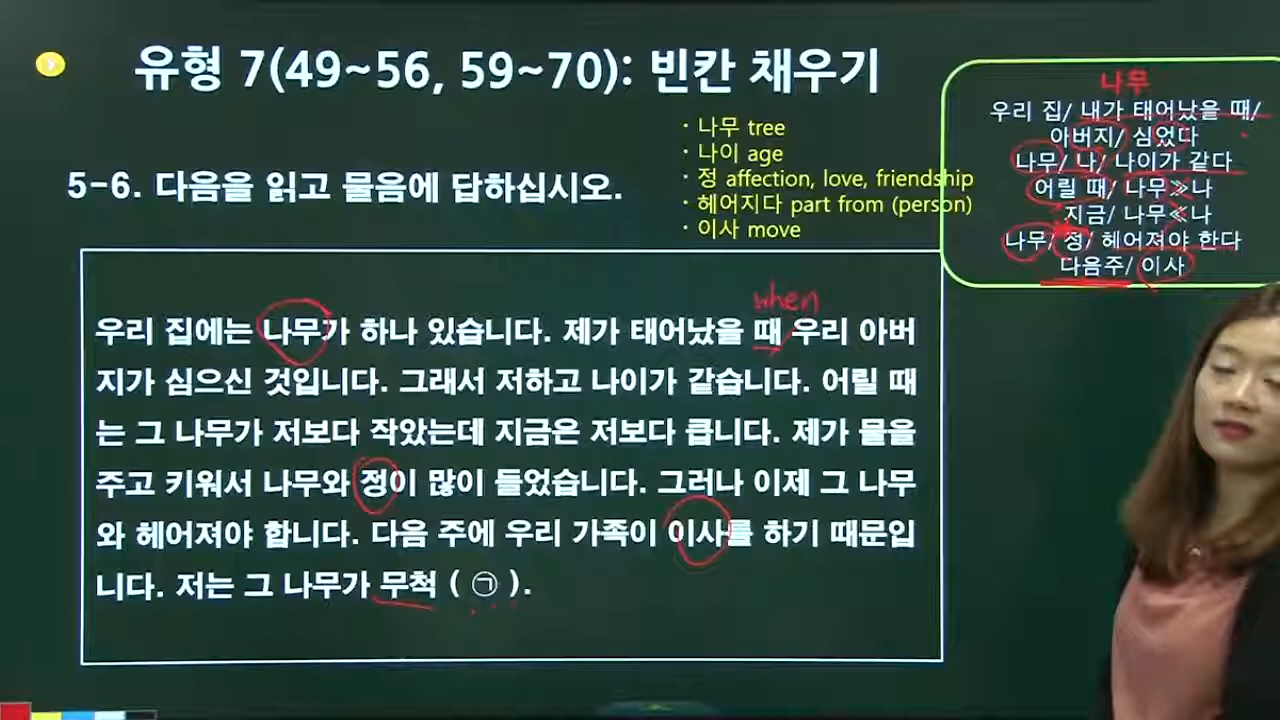 유형 7(49~56, 59~70): 빈칸 채우기
· 나무 tree
· 나이 age
· 정 affection, love, friendship
· 헤어지다 part from (person)
· 이사 move
나무
우리 집/ 내가 태어났을 때/
아버지/ 심었다
나무/ 나/ 나이가 같다
어릴 때/ 나무≫나
지금/ 나무≪나
나무/ 정/ 헤어져야 한다
다음주/ 이사
5-6. 다음을 읽고 물음에 답하십시오.
when
우리 집에는 나무가 하나 있습니다. 제가 태어났을 때 우리 아버
지가 심으신 것입니다. 그래서 저하고 나이가 같습니다. 어릴 때
는 그 나무가 저보다 작았는데 지금은 저보다 큽니다. 제가 물을
주고 키워서 나무와 정이 많이 들었습니다. 그러나 이제 그 나무
와 헤어져야 합니다. 다음 주에 우리 가족이 이사를 하기 때문입
니다. 저는 그 나무가 무척 ( ㉠ ).